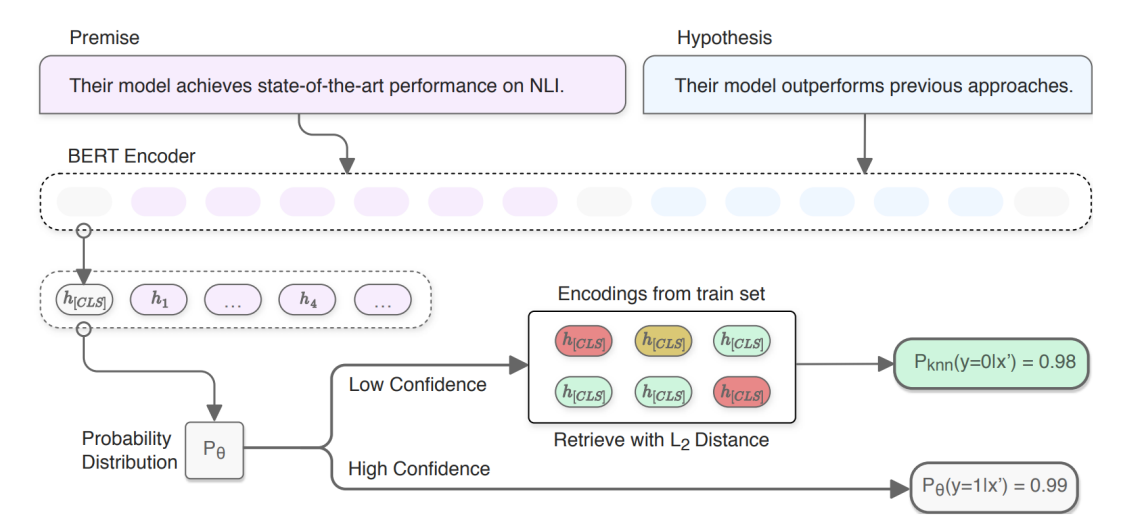 Premise
Hypothesis
Their model achieves state-of-the-art performance on NLI.
Their model outperforms previous approaches.
BERT Encoder
h[CLS] h1 ... h4 ...
Encodings from train set
h[CLS] h[CLS] h[CLS]
h[CLS] h[CLS] h[CLS]
Retrieve with L2 Distance
Pknn(y=0|x’) = 0.98
Low Confidence
Probability
Distribution
Pθ
High Confidence
Pθ(y=1|x’) = 0.99